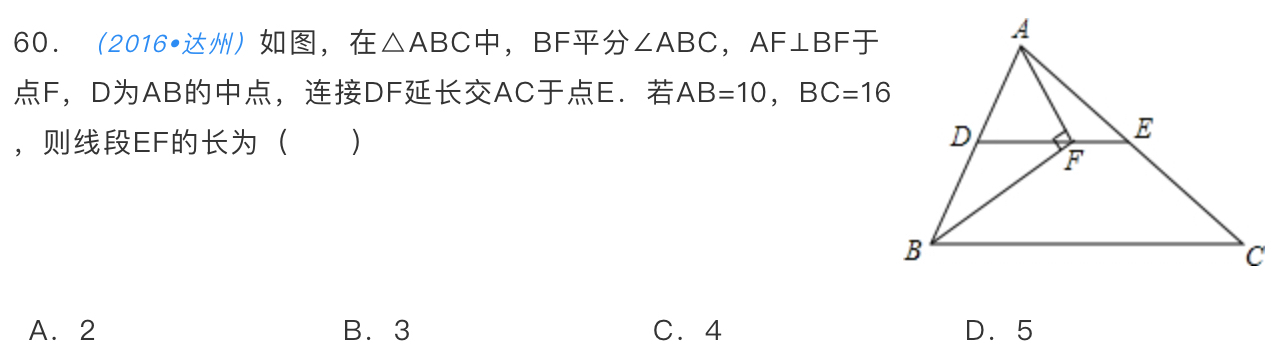 60. （2016•达州）如图，在△ABC中，BF平分∠ABC，AF⊥BF于
点F，D为AB的中点，连接DF延长交AC于点E．若AB=10，BC=16
，则线段EF的长为（　　）
A
D
E
F
B
C
A．2
B．3
C．4
D．5